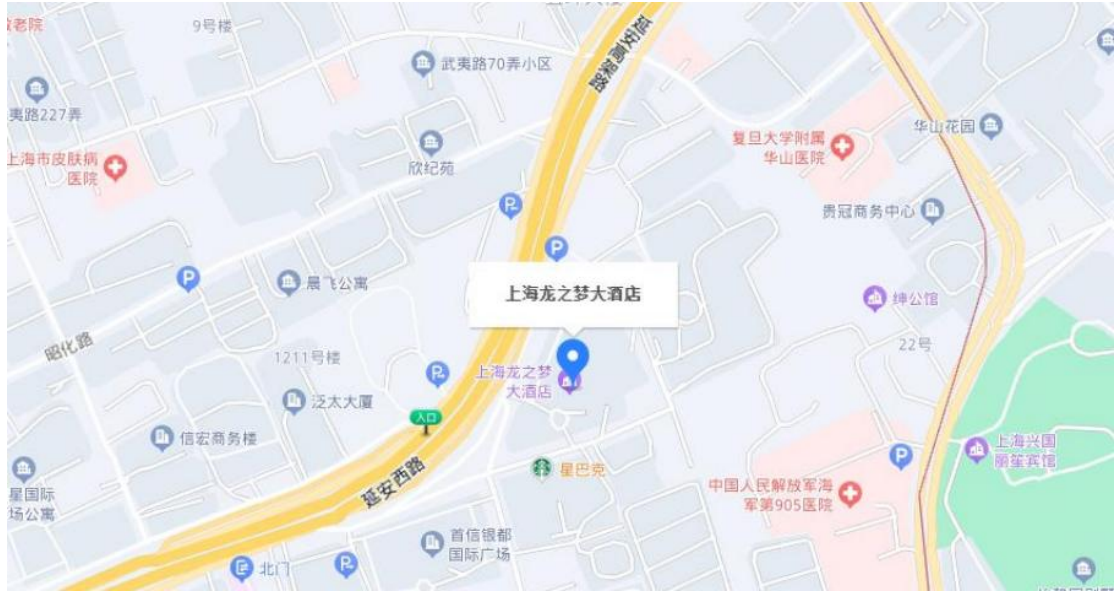 9号楼
武夷路70弄小区
延安高架路
夷路227弄
上海市皮肤病
医院
欣纪苑
复旦大学附属
华山医院
华山花园
贵冠商务中心
晨飞公寓
上海龙之梦大酒店
绅公馆
昭化路
1211号楼
22号
上海龙之梦
大酒店
泛太大厦
入口
信宏商务楼
延安西路
星巴克
上海兴国
丽笙宾馆
星国际
场公寓
中国人民解放军海
军第905医院
首信银都
国际广场
北门